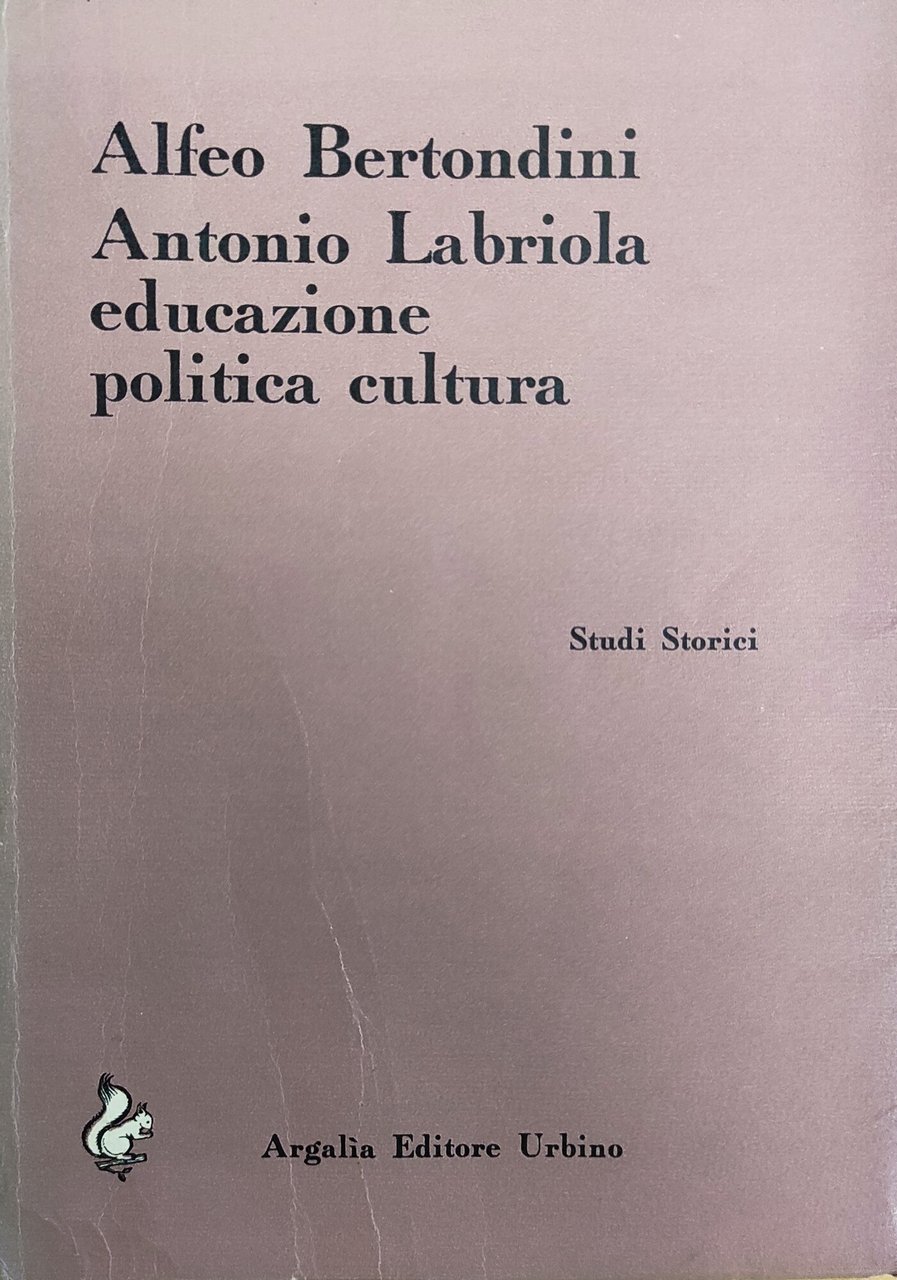 Alfeo Bertondini
Antonio Labriola
educazione
politica cultura
Studi Storici
Argalìa Editore Urbino